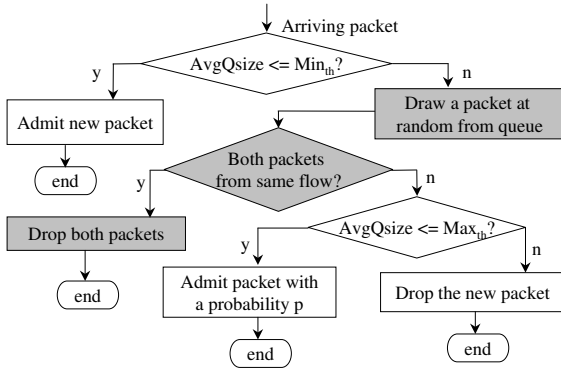 Arriving packet
AvgQsize <= Minth?
y
n
Admit new packet
Draw a packet at
random from queue
end
Both packets
from same flow?
y
n
Drop both packets
AvgQsize <= Maxth?
y
n
end
Admit packet with
a probability p
Drop the new packet
end
end